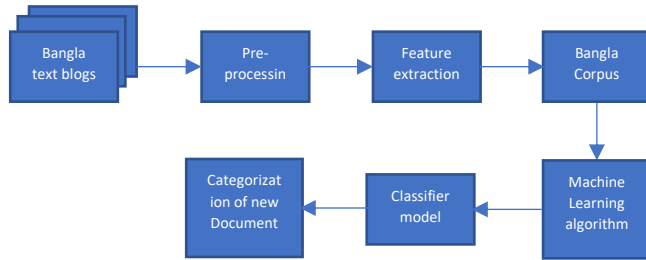 Bangla
text blogs
Pre-
processin
Feature
extraction
Bangla
Corpus
Categorizat
ion of new
Document
Classifier
model
Machine
Learning
algorithm